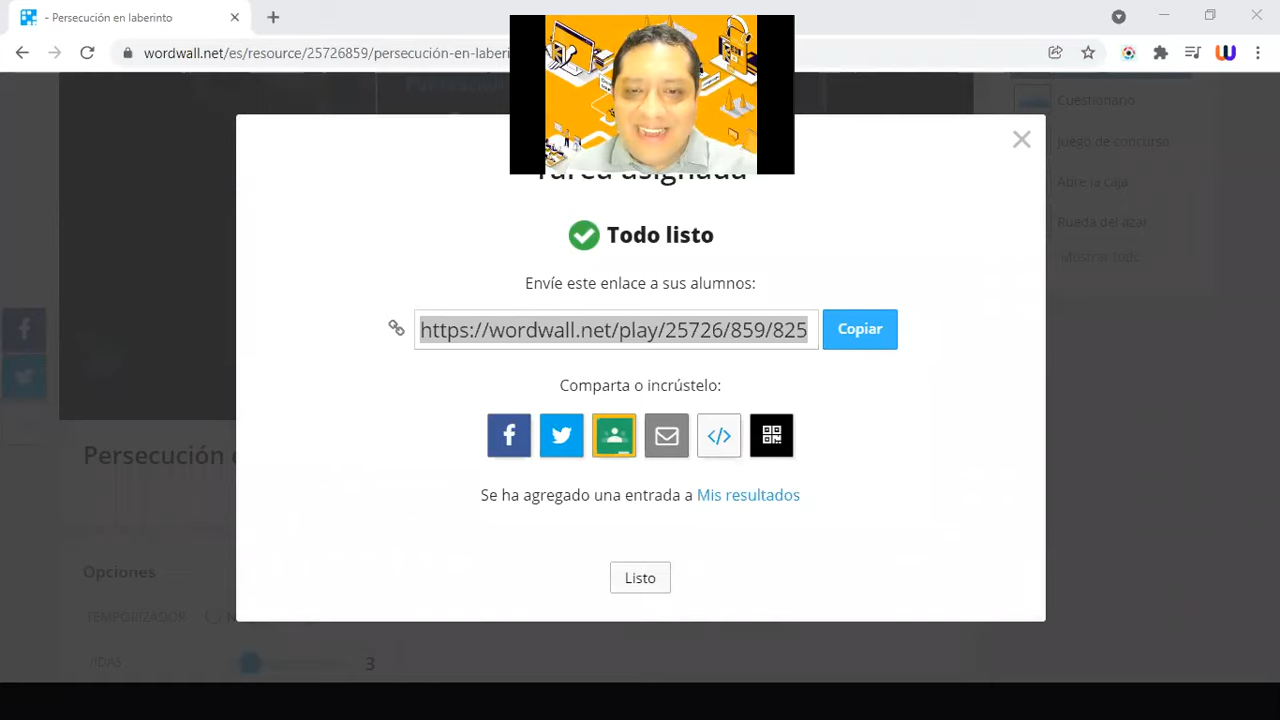 - Persecución en laberinto
wordwall.net/es/resource/25726859/persecución-en-laberi
Cuestionario
Juego de concurso
Abre la caja
Rueda del azar
Mostrar Todo
Tarea asignada
Todo listo
Envíe este enlace a sus alumnos:
https://wordwall.net/play/25726/859/825
Copiar
Comparta o incrústelo:
Se ha agregado una entrada a Mis resultados
Listo
Persecución
Opciones
TEMPORIZADOR
VIDAS
3